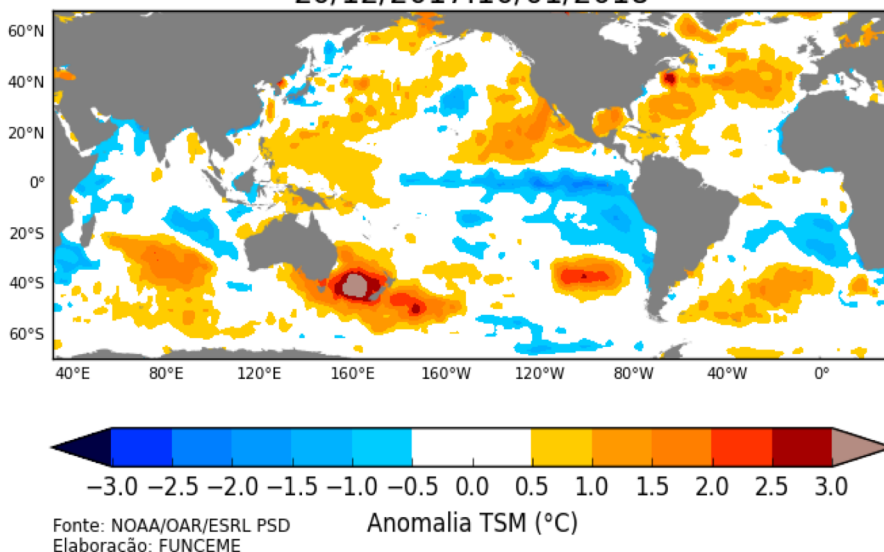 60°N
40°N
20°N
0°
20°S
40°S
60°S
40°E 80°E 120°E 160°E 160°W 120°W 80°W 40°W 0°
−3.0 −2.5 −2.0 −1.5 −1.0 −0.5 0.0 0.5 1.0 1.5 2.0 2.5 3.0
Anomalia TSM (°C)
Fonte: NOAA/OAR/ESRL PSD
Elaboração: FUNCEME